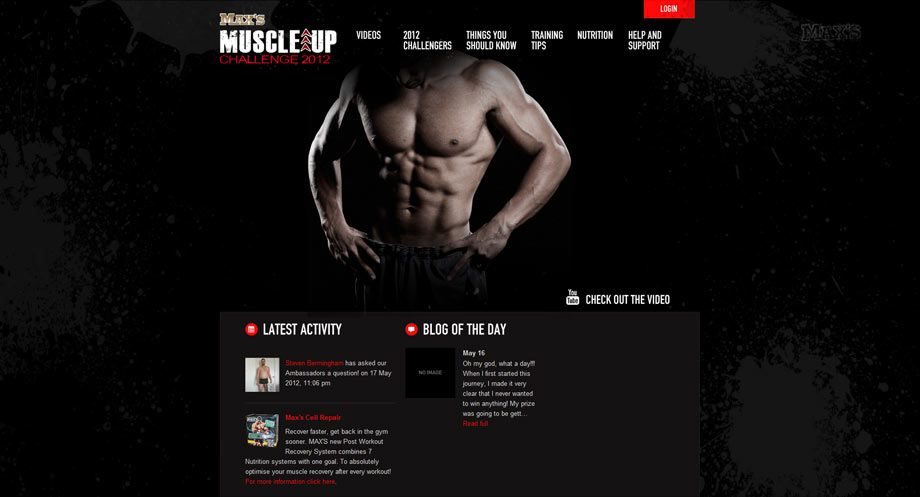 LOGIN
Max's
MUSCLE UP
CHALLENGE 2012
VIDEOS
2012
CHALLENGERS
THINGS YOU
SHOULD KNOW
TRAINING
TIPS
NUTRITION
HELP AND
SUPPORT
MAX'S
You
Tube
CHECK OUT THE VIDEO
LATEST ACTIVITY
Steven Bermingham has asked our
Ambassadors a question! on 17 May
2012, 11:06 pm
Max's Cell Repair
Recover faster, get back in the gym
sooner. MAX'S new Post Workout
Recovery System combines 7
Nutrition systems with one goal. To absolutely
optimise your muscle recovery after every workout!
For more information click here.
BLOG OF THE DAY
NO IMAGE
May 16
Oh my god, what a day!!!
When I first started this
journey, I made it very
clear that I never wanted
to win anything! My prize
was going to be gett...
Read full